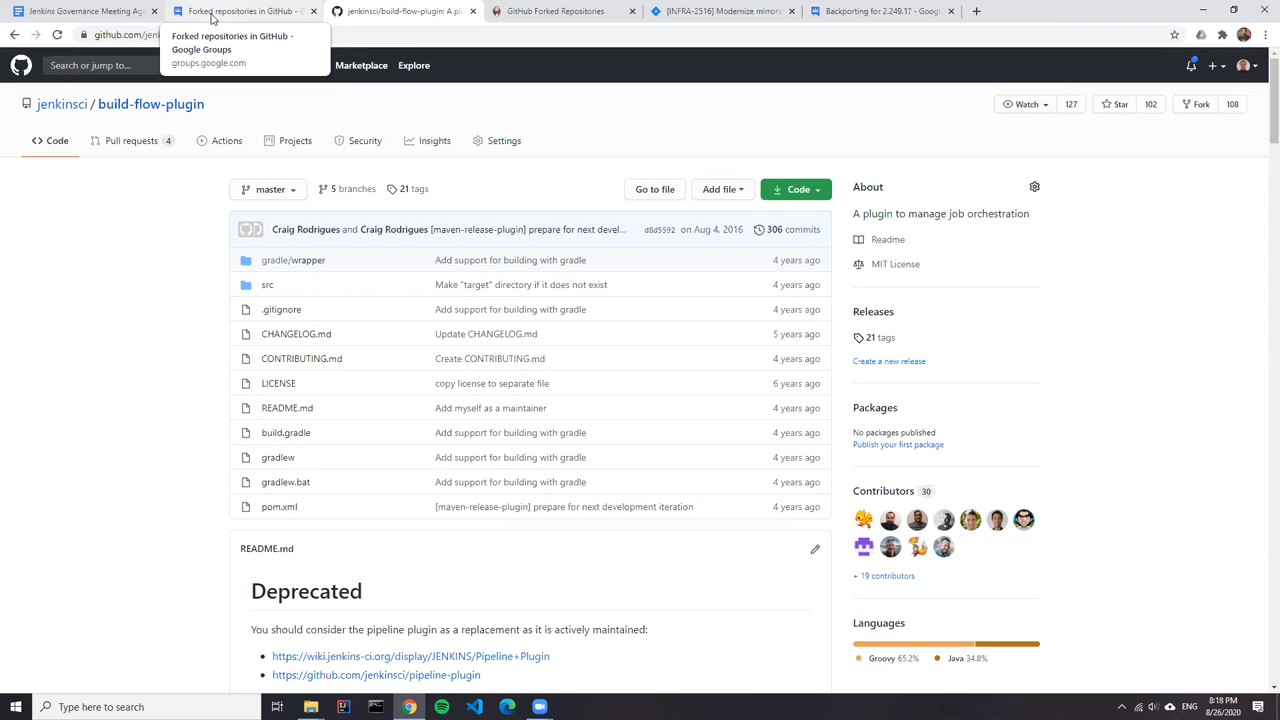 Jenkins Governance Meeting Age
Forked repositories in GitHub - G
jenkinsci/build-flow-plugin: A pl
GitHub Forked Repositories
[INFRA-2516] Modernize mirrors
Backporting for 2.249.1? - Google
github.com/jen
Forked repositories in GitHub -
Google Groups
groups.google.com
Search or jump to...
Marketplace
Explore
jenkinsci / build-flow-plugin
Watch 127
Star 102
Fork 108
Code
Pull requests 4
Actions
Projects
Security
Insights
Settings
master
5 branches
21 tags
Go to file
Add file
Code
Craig Rodrigues and Craig Rodrigues [maven-release-plugin] prepare for next devel...
d8d5592 on Aug 4, 2016
306 commits
gradle/wrapper Add support for building with gradle 4 years ago
src Make "target" directory if it does not exist 4 years ago
.gitignore Add support for building with gradle 4 years ago
CHANGELOG.md Update CHANGELOG.md 5 years ago
CONTRIBUTING.md Create CONTRIBUTING.md 4 years ago
LICENSE copy license to separate file 6 years ago
README.md Add myself as a maintainer 4 years ago
build.gradle Add support for building with gradle 4 years ago
gradlew Add support for building with gradle 4 years ago
gradlew.bat Add support for building with gradle 4 years ago
pom.xml [maven-release-plugin] prepare for next development iteration 4 years ago
README.md
Deprecated
You should consider the pipeline plugin as a replacement as it is actively maintained:
https://wiki.jenkins-ci.org/display/JENKINS/Pipeline+Plugin
https://github.com/jenkinsci/pipeline-plugin
About
A plugin to manage job orchestration
Readme
MIT License
Releases
21 tags
Create a new release
Packages
No packages published
Publish your first package
Contributors 30
+ 19 contributors
Languages
Groovy 65.2%
Java 34.8%
Type here to search
ENG
8:18 PM
8/26/2020